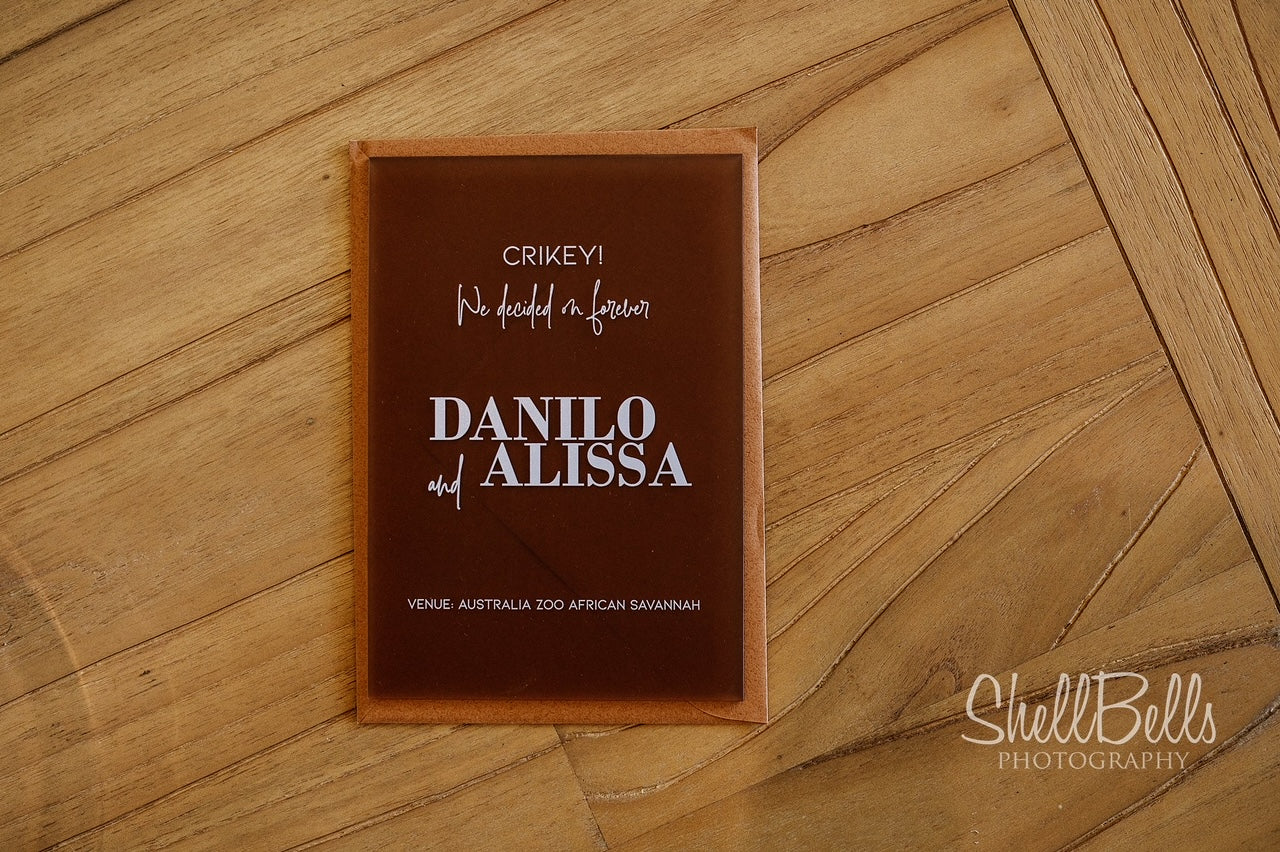 CRIKEY!
We decided on forever
DANILO
and ALISSA
VENUE: AUSTRALIA ZOO AFRICAN SAVANNAH
ShellBells
PHOTOGRAPHY